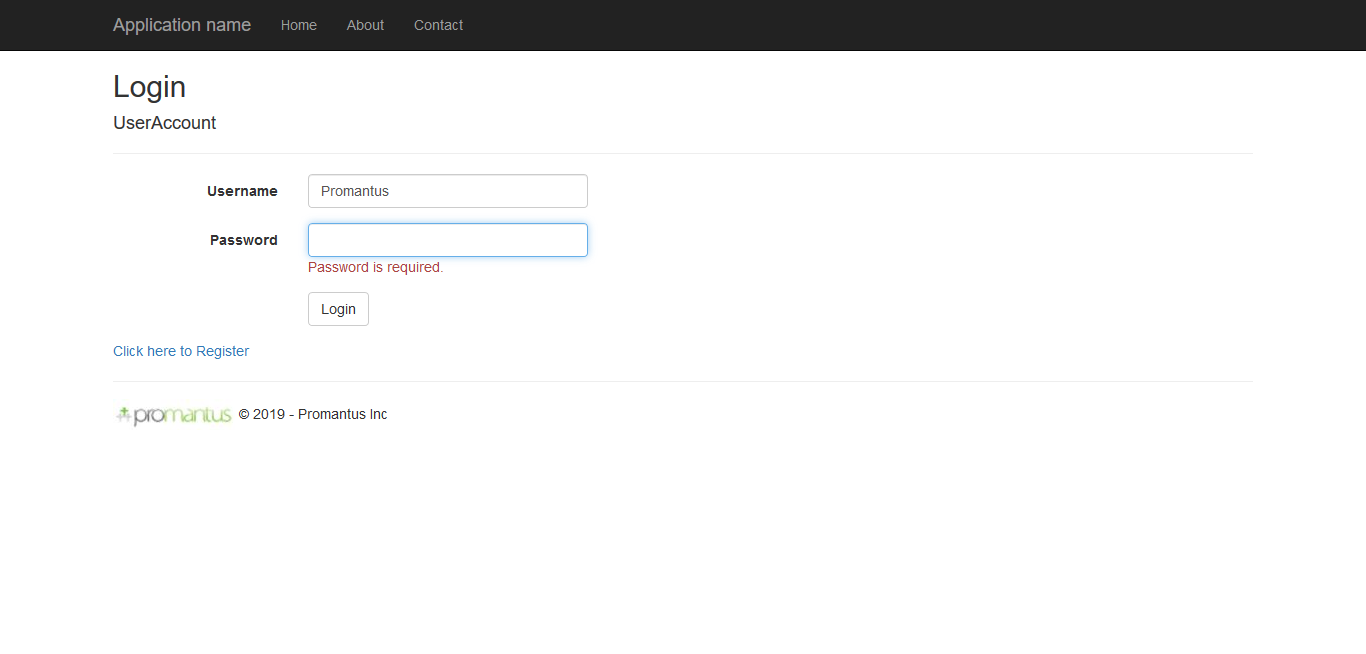 Application name Home About Contact
Login
UserAccount
Username Promantus
Password
Password is required.
Login
Click here to Register
promantus © 2019 - Promantus Inc